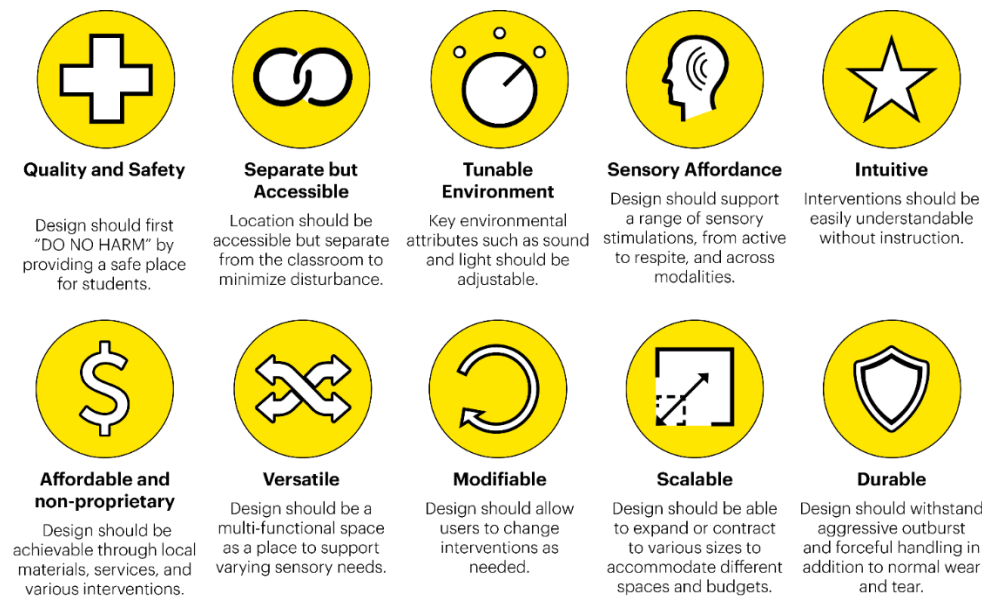 Quality and Safety
Design should first
“DO NO HARM” by
providing a safe place
for students.
Separate but
Accessible
Location should be
accessible but separate
from the classroom to
minimize disturbance.
Tunable
Environment
Key environmental
attributes such as sound
and light should be
adjustable.
Sensory Affordance
Design should support
a range of sensory
stimulations, from active
to respite, and across
modalities.
Intuitive
Interventions should be
easily understandable
without instruction.
Affordable and
non-proprietary
Design should be
achievable through local
materials, services, and
various interventions.
Versatile
Design should be a
multi-functional space
as a place to support
varying sensory needs.
Modifiable
Design should allow
users to change
interventions as
needed.
Scalable
Design should be able
to expand or contract
to various sizes to
accommodate different
spaces and budgets.
Durable
Design should withstand
aggressive outburst
and forceful handling in
addition to normal wear
and tear.